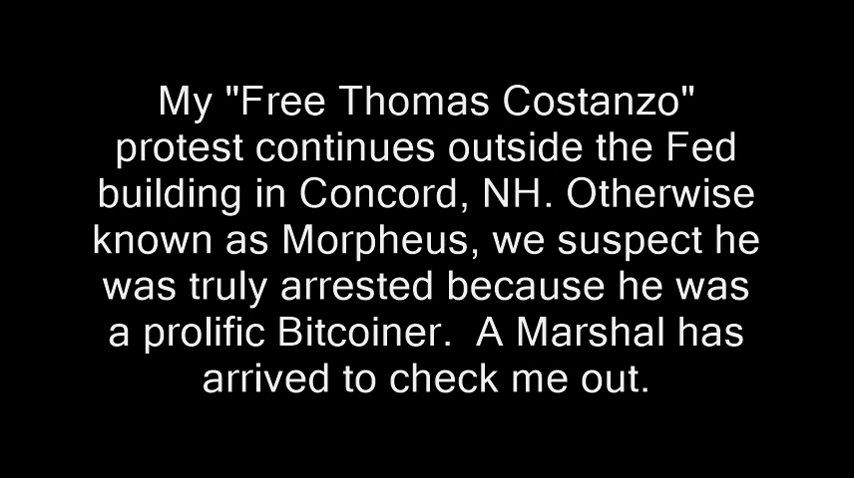 My "Free Thomas Costanzo"
protest continues outside the Fed
building in Concord, NH. Otherwise
known as Morpheus, we suspect he
was truly arrested because he was
a prolific Bitcoiner.  A Marshal has
arrived to check me out.